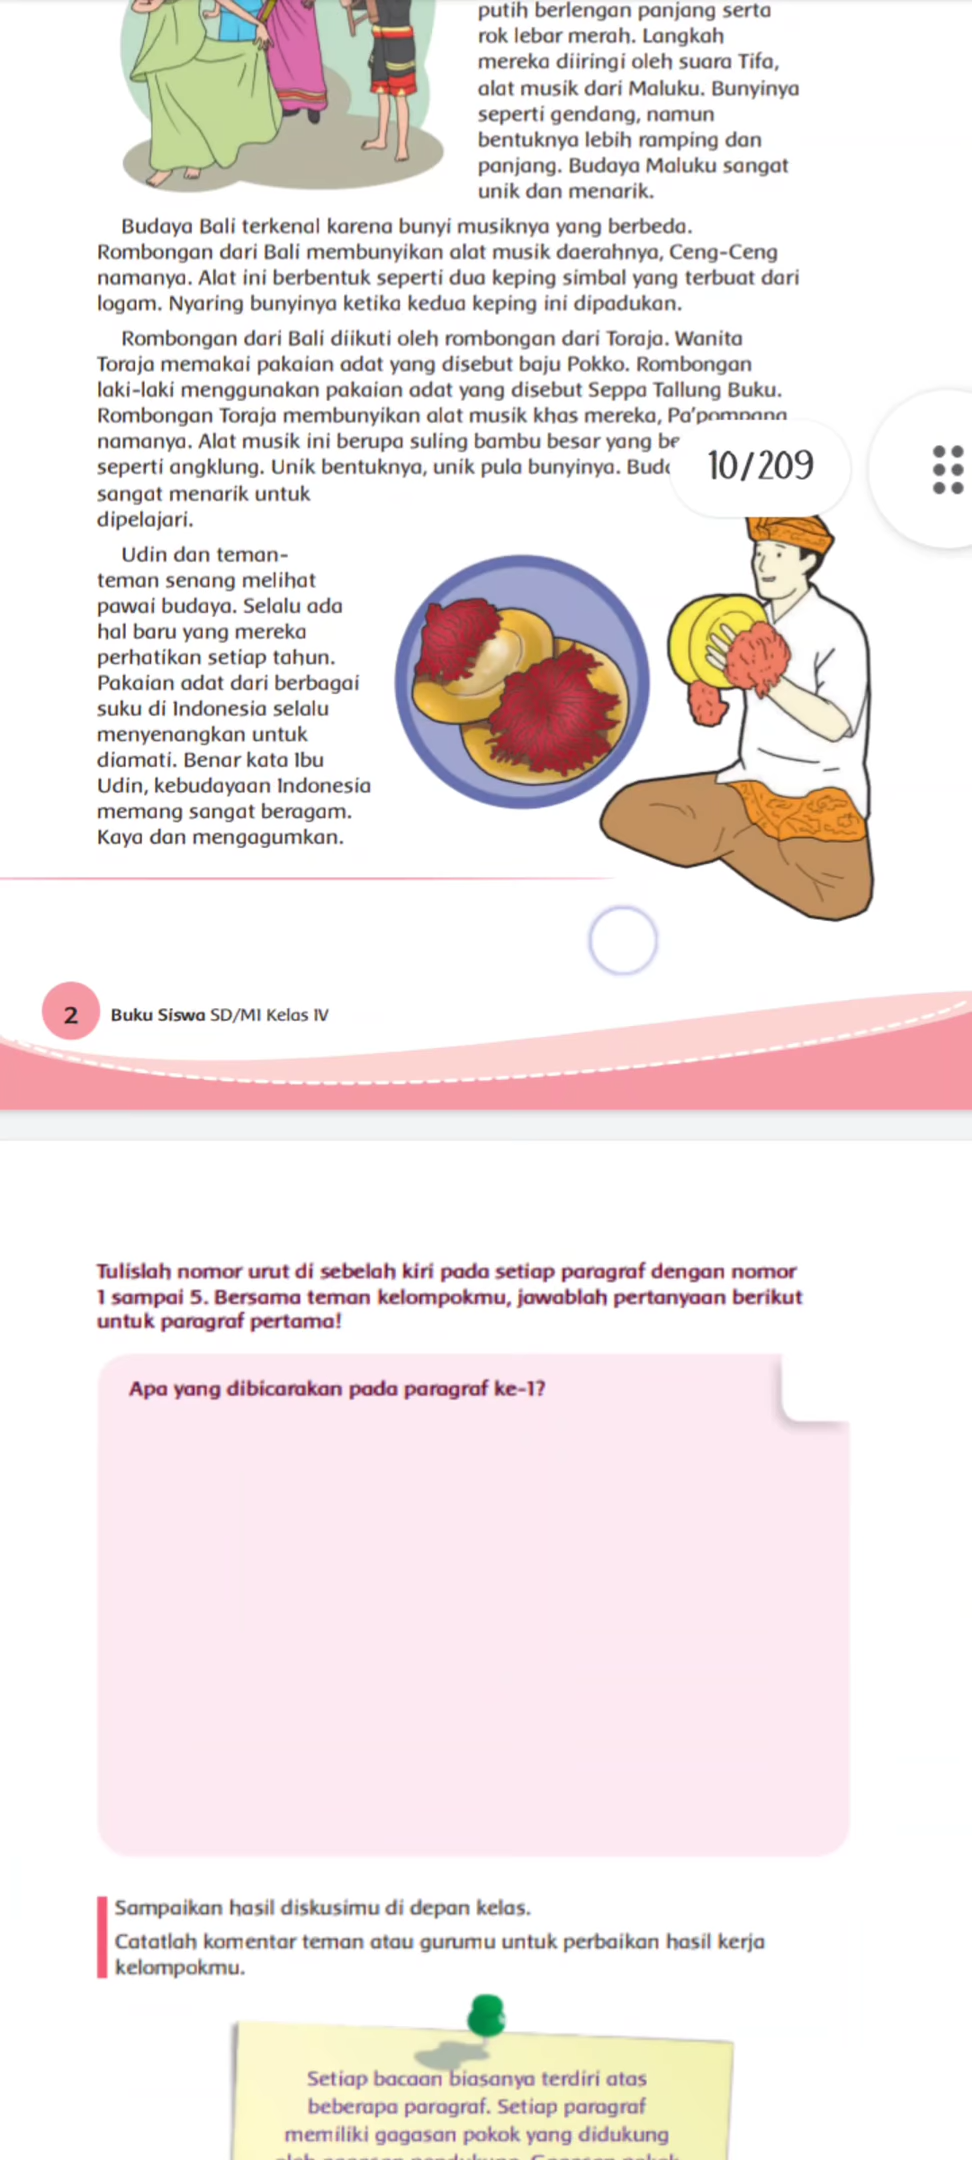 putih berlengan panjang serta
rok lebar merah. Langkah
mereka diiringi oleh suara Tifa,
alat musik dari Maluku. Bunyinya
seperti gendang, namun
bentuknya lebih ramping dan
panjang. Budaya Maluku sangat
unik dan menarik.
Budaya Bali terkenal karena bunyi musiknya yang berbeda.
Rombongan dari Bali membunyikan alat musik daerahnya, Ceng-Ceng
namanya. Alat ini berbentuk seperti dua keping simbal yang terbuat dari
logam. Nyaring bunyinya ketika kedua keping ini dipadukan.
Rombongan dari Bali diikuti oleh rombongan dari Toraja. Wanita
Toraja memakai pakaian adat yang disebut baju Pokko. Rombongan
laki-laki menggunakan pakaian adat yang disebut Seppa Tallung Buku.
Rombongan Toraja membunyikan alat musik khas mereka, Pa'pompang
namanya. Alat musik ini berupa suling bambu besar yang be
seperti angklung. Unik bentuknya, unik pula bunyinya. Bud
10/209
sangat menarik untuk
dipelajari.
Udin dan teman-
teman senang melihat
pawai budaya. Selalu ada
hal baru yang mereka
perhatikan setiap tahun.
Pakaian adat dari berbagai
suku di Indonesia selalu
menyenangkan untuk
diamati. Benar kata Ibu
Udin, kebudayaan Indonesia
memang sangat beragam.
Kaya dan mengagumkan.
2 Buku Siswa SD/MI Kelas IV
Tulislah nomor urut di sebelah kiri pada setiap paragraf dengan nomor
1 sampai 5. Bersama teman kelompokmu, jawablah pertanyaan berikut
untuk paragraf pertama!
Apa yang dibicarakan pada paragraf ke-1?
Sampaikan hasil diskusimu di depan kelas.
Catatlah komentar teman atau gurumu untuk perbaikan hasil kerja
kelompokmu.
Setiap bacaan biasanya terdiri atas
beberapa paragraf. Setiap paragraf
memiliki gagasan pokok yang didukung